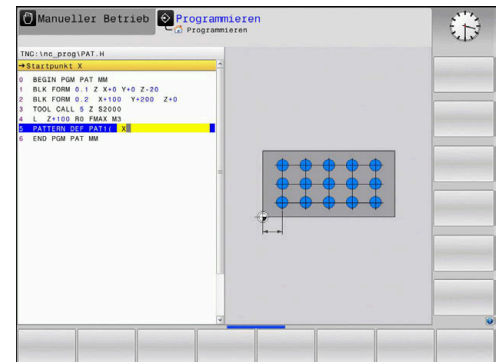 Manueller Betrieb
Programmieren
Programmieren
TNC:\nc_prog\PAT.H
→Startpunkt X
0 BEGIN PGM PAT MM
1 BLK FORM 0.1 Z X+0 Y+0 Z-20
2 BLK FORM 0.2 X+100 Y+200 Z+0
3 TOOL CALL 5 Z S2000
4 L Z+100 R0 FMAX M3
5 PATTERN DEF PAT1( X
6 END PGM PAT MM